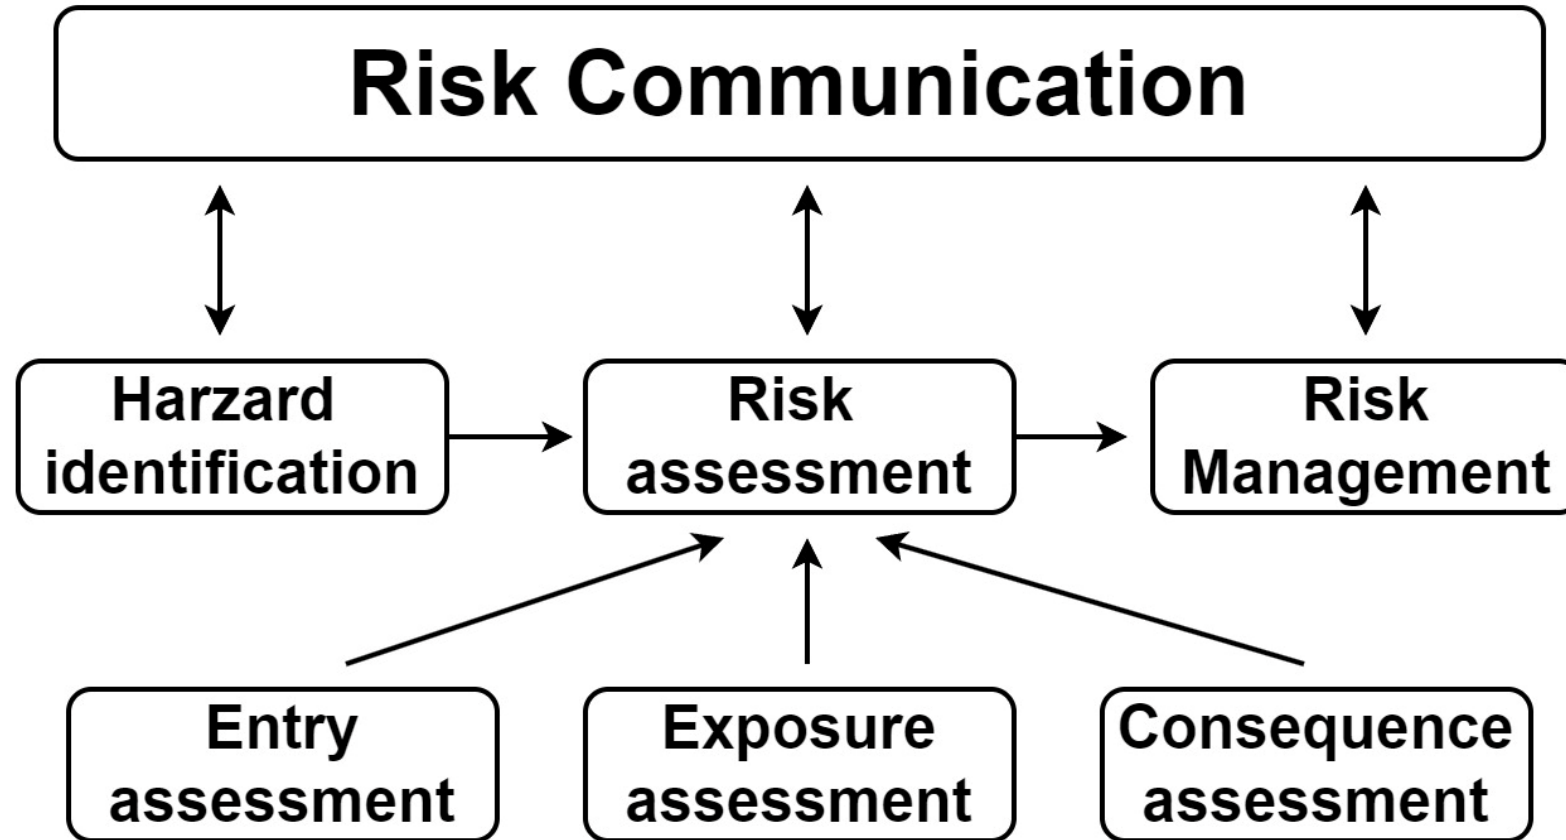 Risk Communication
Harzard
identification
Risk
assessment
Risk
Management
Entry
assessment
Exposure
assessment
Consequence
assessment